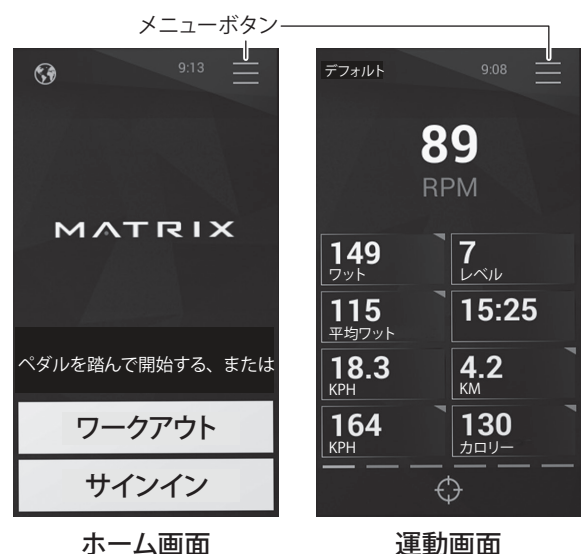 メニューボタン
9:13
MATRIX
ペダルを踏んで開始する、または
ワークアウト
サインイン
ホーム画面
デフォルト
9:08
89
RPM
149
ワット
7
レベル
115
平均ワット
15:25
18.3
KPH
4.2
KM
164
KPH
130
カロリー
運動画面